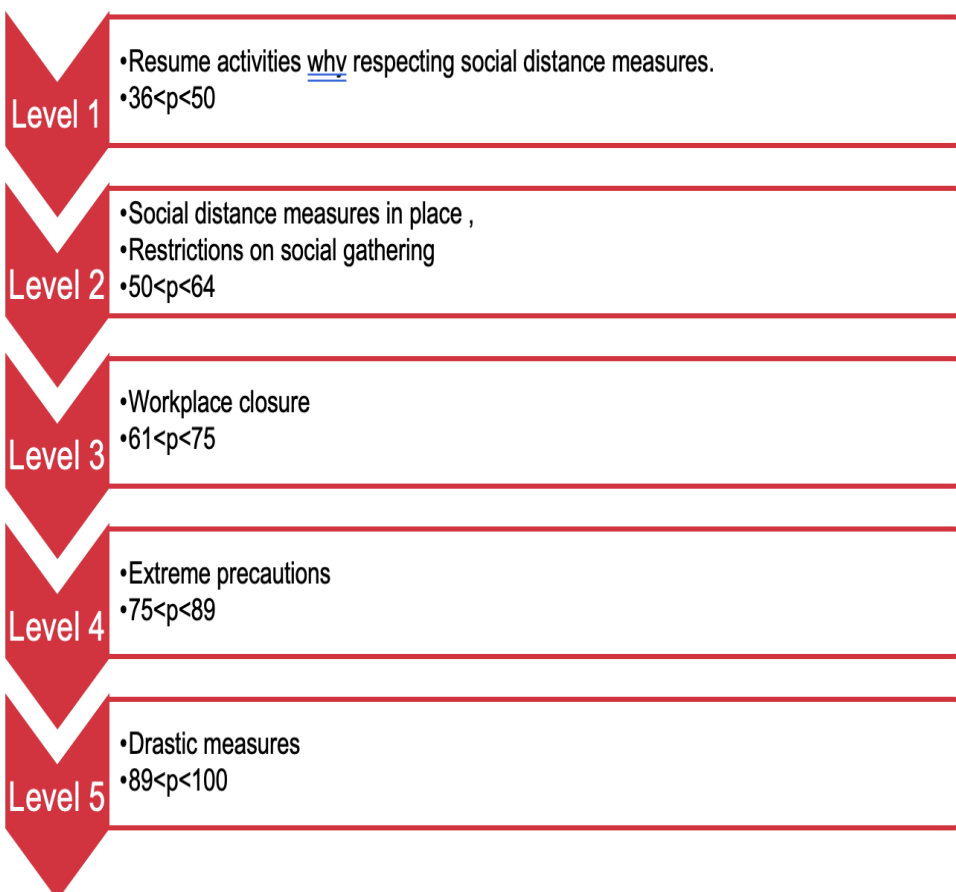 Level 1
•Resume activities why respecting social distance measures.
•36<p<50
Level 2
•Social distance measures in place ,
•Restrictions on social gathering
•50<p<64
Level 3
•Workplace closure
•61<p<75
Level 4
•Extreme precautions
•75<p<89
Level 5
•Drastic measures
•89<p<100